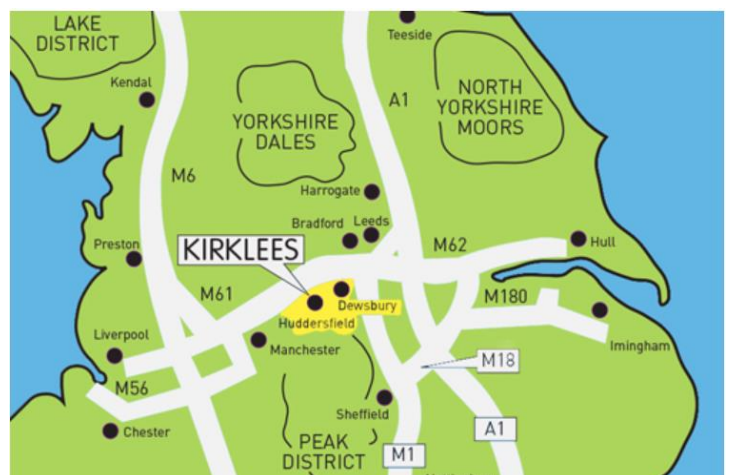 LAKE
DISTRICT
Teeside
Kendal
A1
NORTH
YORKSHIRE
MOORS
YORKSHIRE
DALES
M6
Harrogate
Bradford
Leeds
Preston
KIRKLEES
M62
Hull
M61
Dewsbury
M180
Huddersfield
Liverpool
Manchester
Imingham
M18
M56
Sheffield
Chester
A1
PEAK
DISTRICT
M1